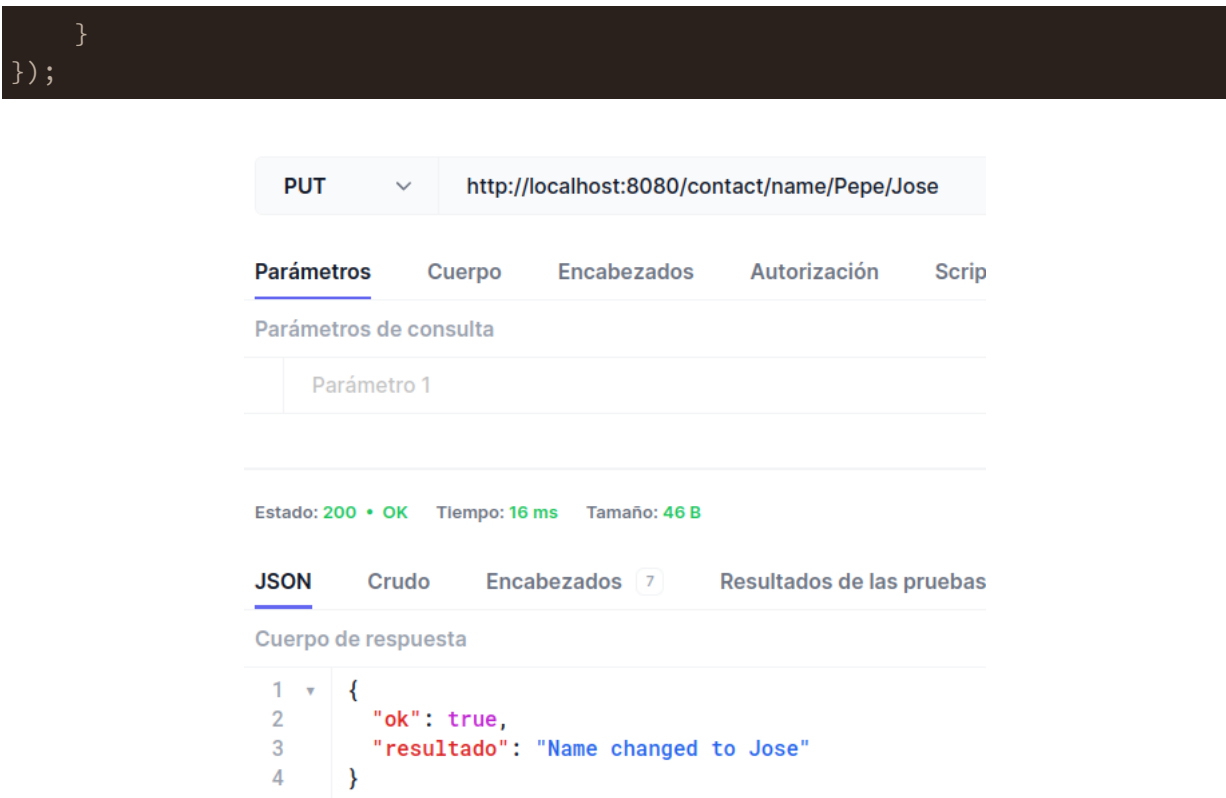 }
});
PUT http://localhost:8080/contact/name/Pepe/Jose
Parámetros Cuerpo Encabezados Autorización Scrip
Parámetros de consulta
Parámetro 1
Estado: 200 • OK Tiempo: 16 ms Tamaño: 46 B
JSON Crudo Encabezados 7 Resultados de las pruebas
Cuerpo de respuesta
1 ▾ {
2 "ok": true,
3 "resultado": "Name changed to Jose"
4 }